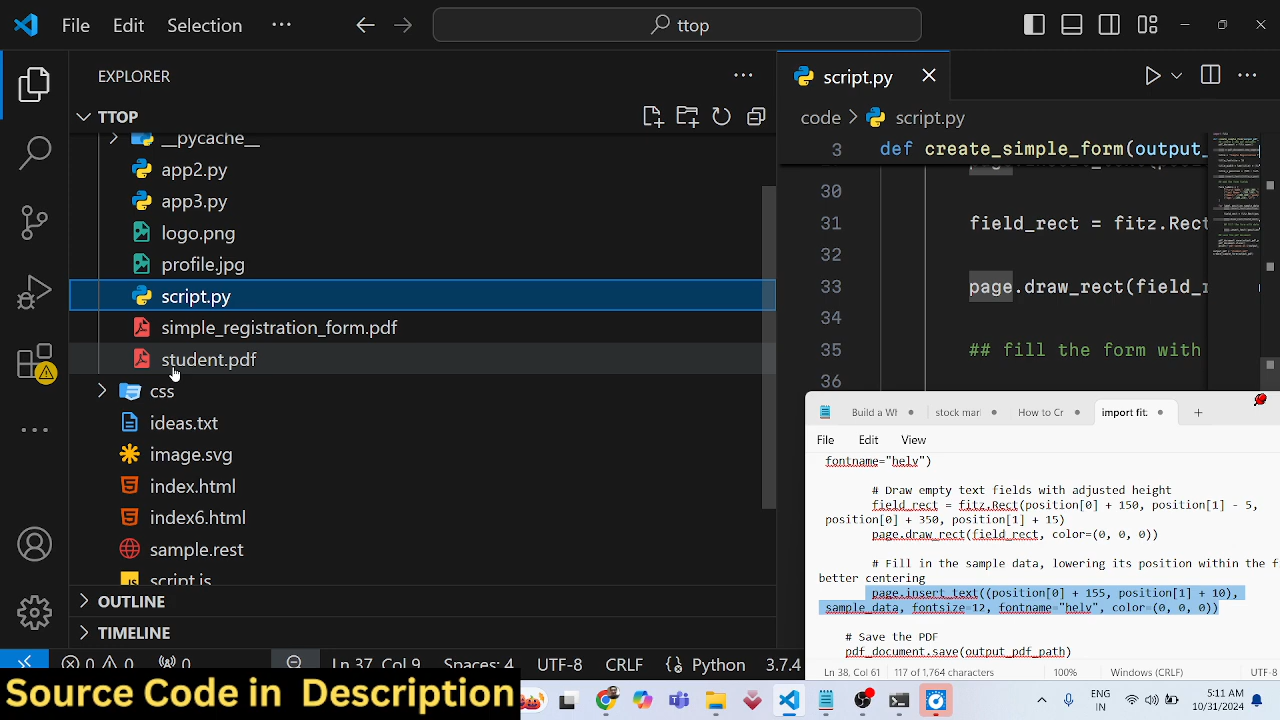 File Edit Selection ··· ttop
EXPLORER
TTOP
__pycache__
app2.py
app3.py
logo.png
profile.jpg
script.py
simple_registration_form.pdf
student.pdf
css
ideas.txt
image.svg
index.html
index6.html
sample.rest
script.js
OUTLINE
TIMELINE
script.py
code > script.py
3 def create_simple_form(output_
30
31 field_rect = fitz.Rect
32
33 page.draw_rect(field_r
34
35 ## fill the form with
36
Build a Wh stock mar How to Cr import fit
File Edit View
fontname="helv")
# Draw empty text fields with adjusted height
field_rect = fitz.Rect(position[0] + 150, position[1] - 5,
position[0] + 350, position[1] + 15)
page.draw_rect(field_rect, color=(0, 0, 0))
# Fill in the sample data, lowering its position within the f
better centering
page.insert_text((position[0] + 155, position[1] + 10),
sample_data, fontsize=12, fontname="helv", color=(0, 0, 0))
# Save the PDF
pdf_document.save(output_pdf_path)
Ln 38, Col 61 117 of 1,764 characters 100% Windows (CRLF) UTF-8
0 0 0 Ln 37, Col 9 Spaces: 4 UTF-8 CRLF {} Python 3.7.4
Source Code in Description
ENG
IN
5:11 AM
10/31/2024